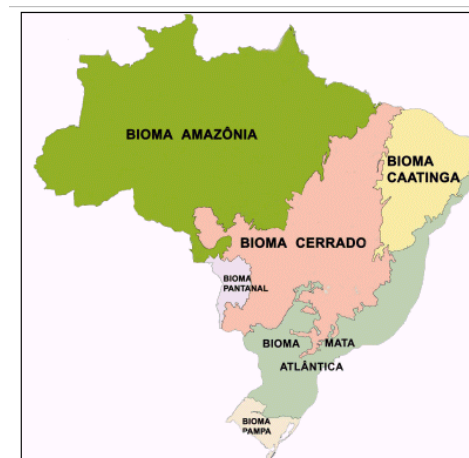 BIOMA AMAZÔNIA
BIOMA
CAATINGA
BIOMA CERRADO
BIOMA
PANTANAL
BIOMA MATA
ATLÂNTICA
BIOMA
PAMPA